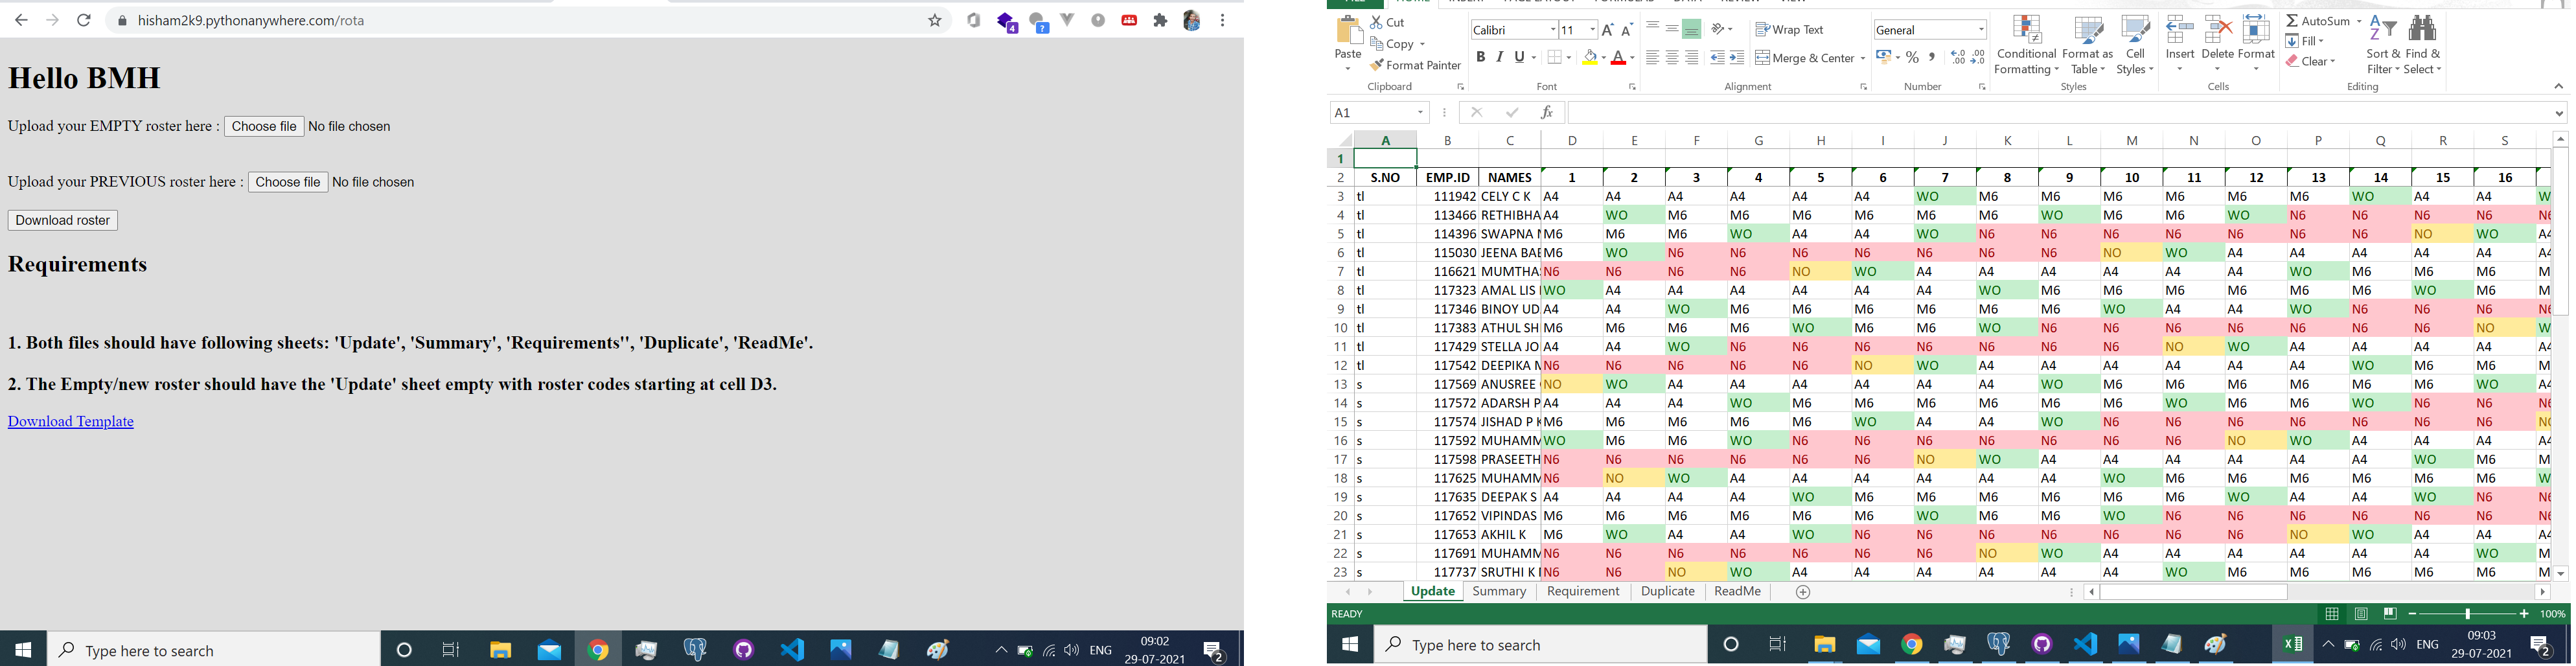 hisham2k9.pythonanywhere.com/rota
4
?
Hello BMH
Upload your EMPTY roster here : Choose file No file chosen
Upload your PREVIOUS roster here : Choose file No file chosen
Download roster
Requirements
1. Both files should have following sheets: 'Update', 'Summary', 'Requirements'', 'Duplicate', 'ReadMe'.
2. The Empty/new roster should have the 'Update' sheet empty with roster codes starting at cell D3.
Download Template
Type here to search
ENG
09:02
29-07-2021
2
Cut
Copy
Format Painter
Paste
Clipboard
Calibri 11
B I U
Font
Wrap Text
Merge & Center
Alignment
General
Number
Conditional Formatting
Format as Table
Cell Styles
Styles
Insert Delete Format
Cells
AutoSum
Fill
Clear
Sort & Filter
Find & Select
Editing
A1
fx
A B C D E F G H I J K L M N O P Q R S
1
2 S.NO EMP.ID NAMES 1 2 3 4 5 6 7 8 9 10 11 12 13 14 15 16
3 tl 111942 CELY C K A4 A4 A4 A4 A4 A4 WO M6 M6 M6 M6 M6 M6 WO A4 A4
4 tl 113466 RETHIBHA A4 WO M6 M6 M6 M6 M6 M6 WO M6 M6 WO N6 N6 N6 N6
5 tl 114396 SWAPNA M6 M6 M6 WO A4 A4 WO N6 N6 N6 N6 N6 N6 N6 NO WO
6 tl 115030 JEENA BAE M6 WO N6 N6 N6 N6 N6 N6 N6 NO WO A4 A4 A4 A4 A4
7 tl 116621 MUMTHA N6 N6 N6 N6 NO WO A4 A4 A4 A4 A4 A4 WO M6 M6 M6
8 tl 117323 AMAL LIS WO A4 A4 A4 A4 A4 A4 WO M6 M6 M6 M6 M6 M6 WO M6
9 tl 117346 BINOY UD A4 A4 WO M6 M6 M6 M6 M6 M6 WO A4 A4 WO N6 N6 N6
10 tl 117383 ATHUL SH M6 M6 M6 M6 WO M6 M6 WO N6 N6 N6 N6 N6 N6 N6 NO
11 tl 117429 STELLA JO A4 A4 WO N6 N6 N6 N6 N6 N6 N6 NO WO A4 A4 A4 A4
12 tl 117542 DEEPIKA N6 N6 N6 N6 N6 NO WO A4 A4 A4 A4 A4 A4 WO M6 M6
13 s 117569 ANUSREE NO WO A4 A4 A4 A4 A4 A4 WO M6 M6 M6 M6 M6 M6 WO
14 s 117572 ADARSH P A4 A4 A4 WO M6 M6 M6 M6 M6 M6 WO M6 M6 WO N6 N6
15 s 117574 JISHAD P K M6 M6 M6 M6 M6 WO A4 A4 WO N6 N6 N6 N6 N6 N6 N6
16 s 117592 MUHAMM WO M6 M6 WO N6 N6 N6 N6 N6 N6 N6 NO WO A4 A4 A4
17 s 117598 PRASEETH N6 N6 N6 N6 N6 N6 NO WO A4 A4 A4 A4 A4 A4 WO M6
18 s 117625 MUHAMM N6 NO WO A4 A4 A4 A4 A4 A4 WO M6 M6 M6 M6 M6 M6
19 s 117635 DEEPAK S A4 A4 A4 A4 WO M6 M6 M6 M6 M6 M6 WO A4 A4 WO N6
20 s 117652 VIPINDAS M6 M6 M6 M6 M6 M6 WO M6 M6 WO N6 N6 N6 N6 N6 N6
21 s 117653 AKHIL K M6 WO A4 A4 WO N6 N6 N6 N6 N6 N6 N6 NO WO A4 A4
22 s 117691 MUHAMM N6 N6 N6 N6 N6 N6 N6 NO WO A4 A4 A4 A4 A4 A4 WO
23 s 117737 SRUTHI K N6 N6 NO WO A4 A4 A4 A4 A4 A4 WO M6 M6 M6 M6 M6
Update Summary Requirement Duplicate ReadMe
READY
100%
Type here to search
ENG
09:03
29-07-2021
2